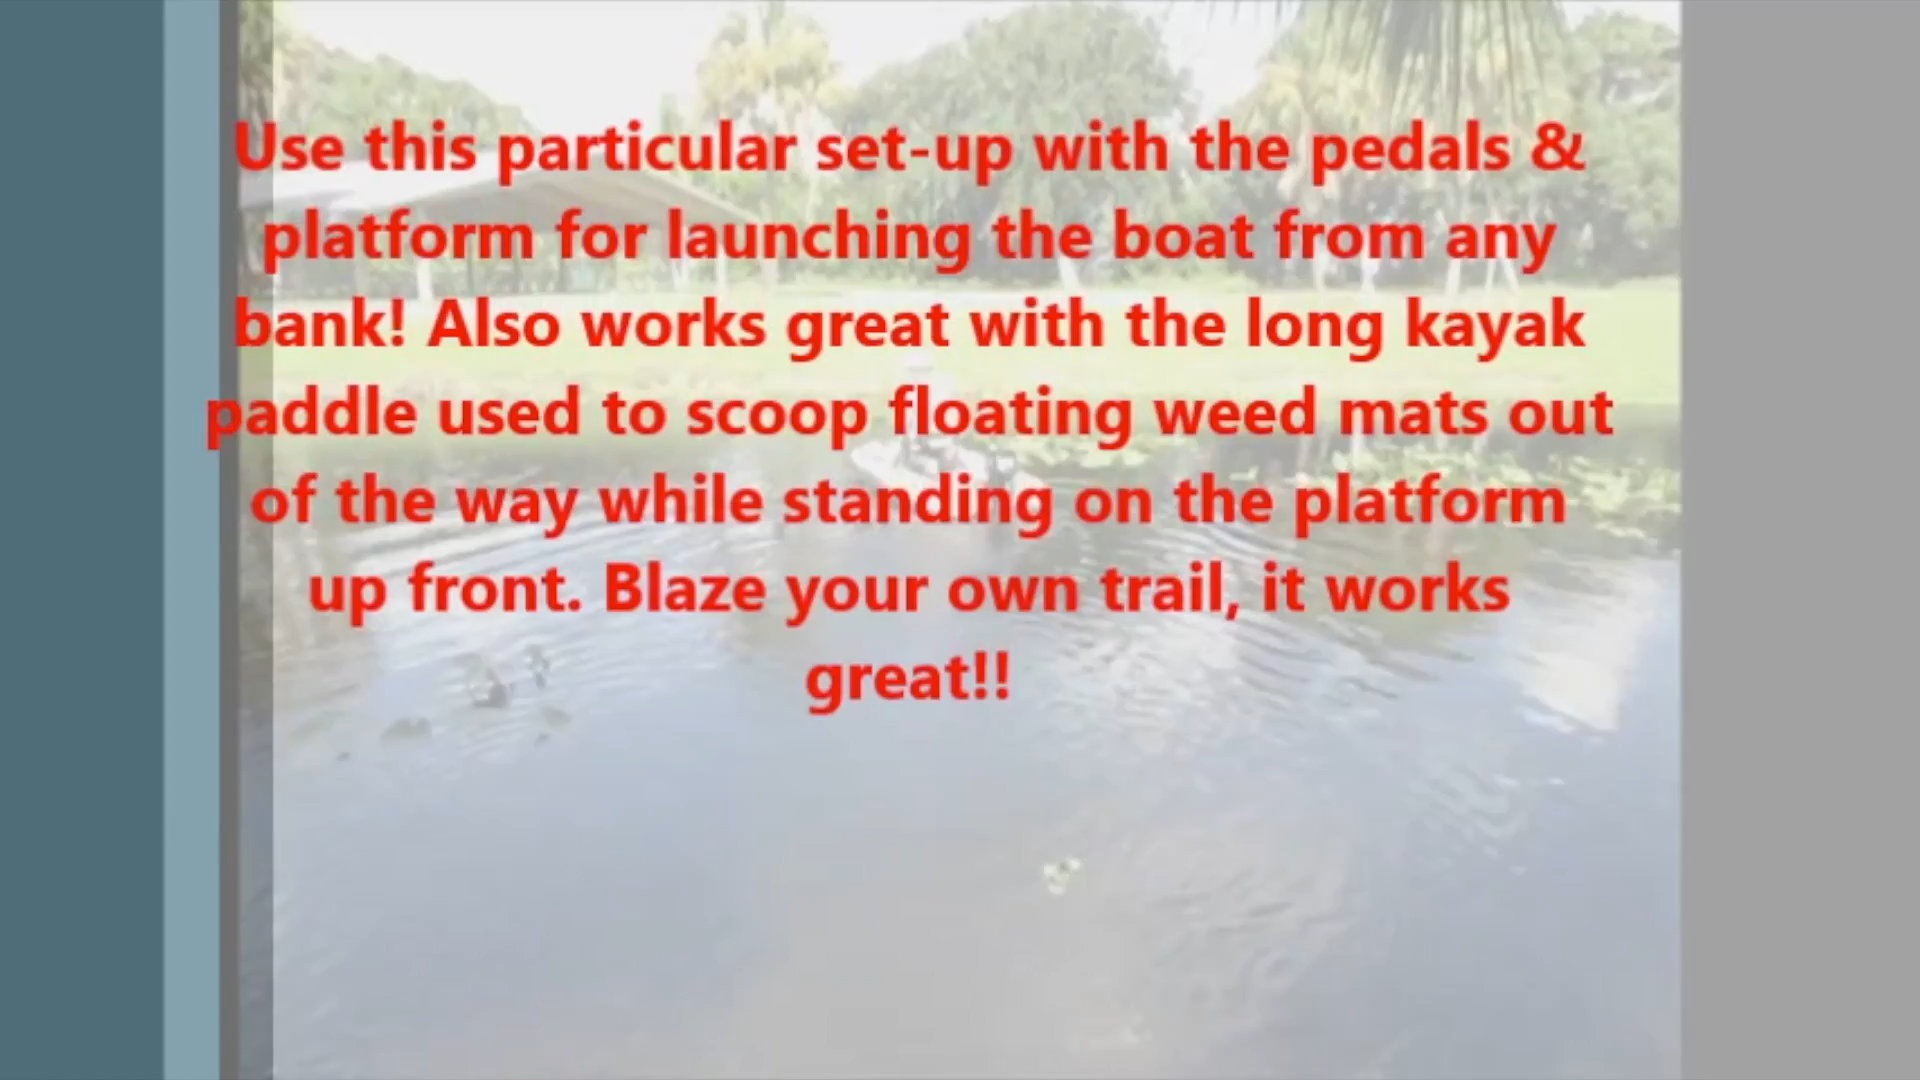 Use this particular set-up with the pedals &
platform for launching the boat from any
bank! Also works great with the long kayak
paddle used to scoop floating weed mats out
of the way while standing on the platform
up front. Blaze your own trail, it works
great!!